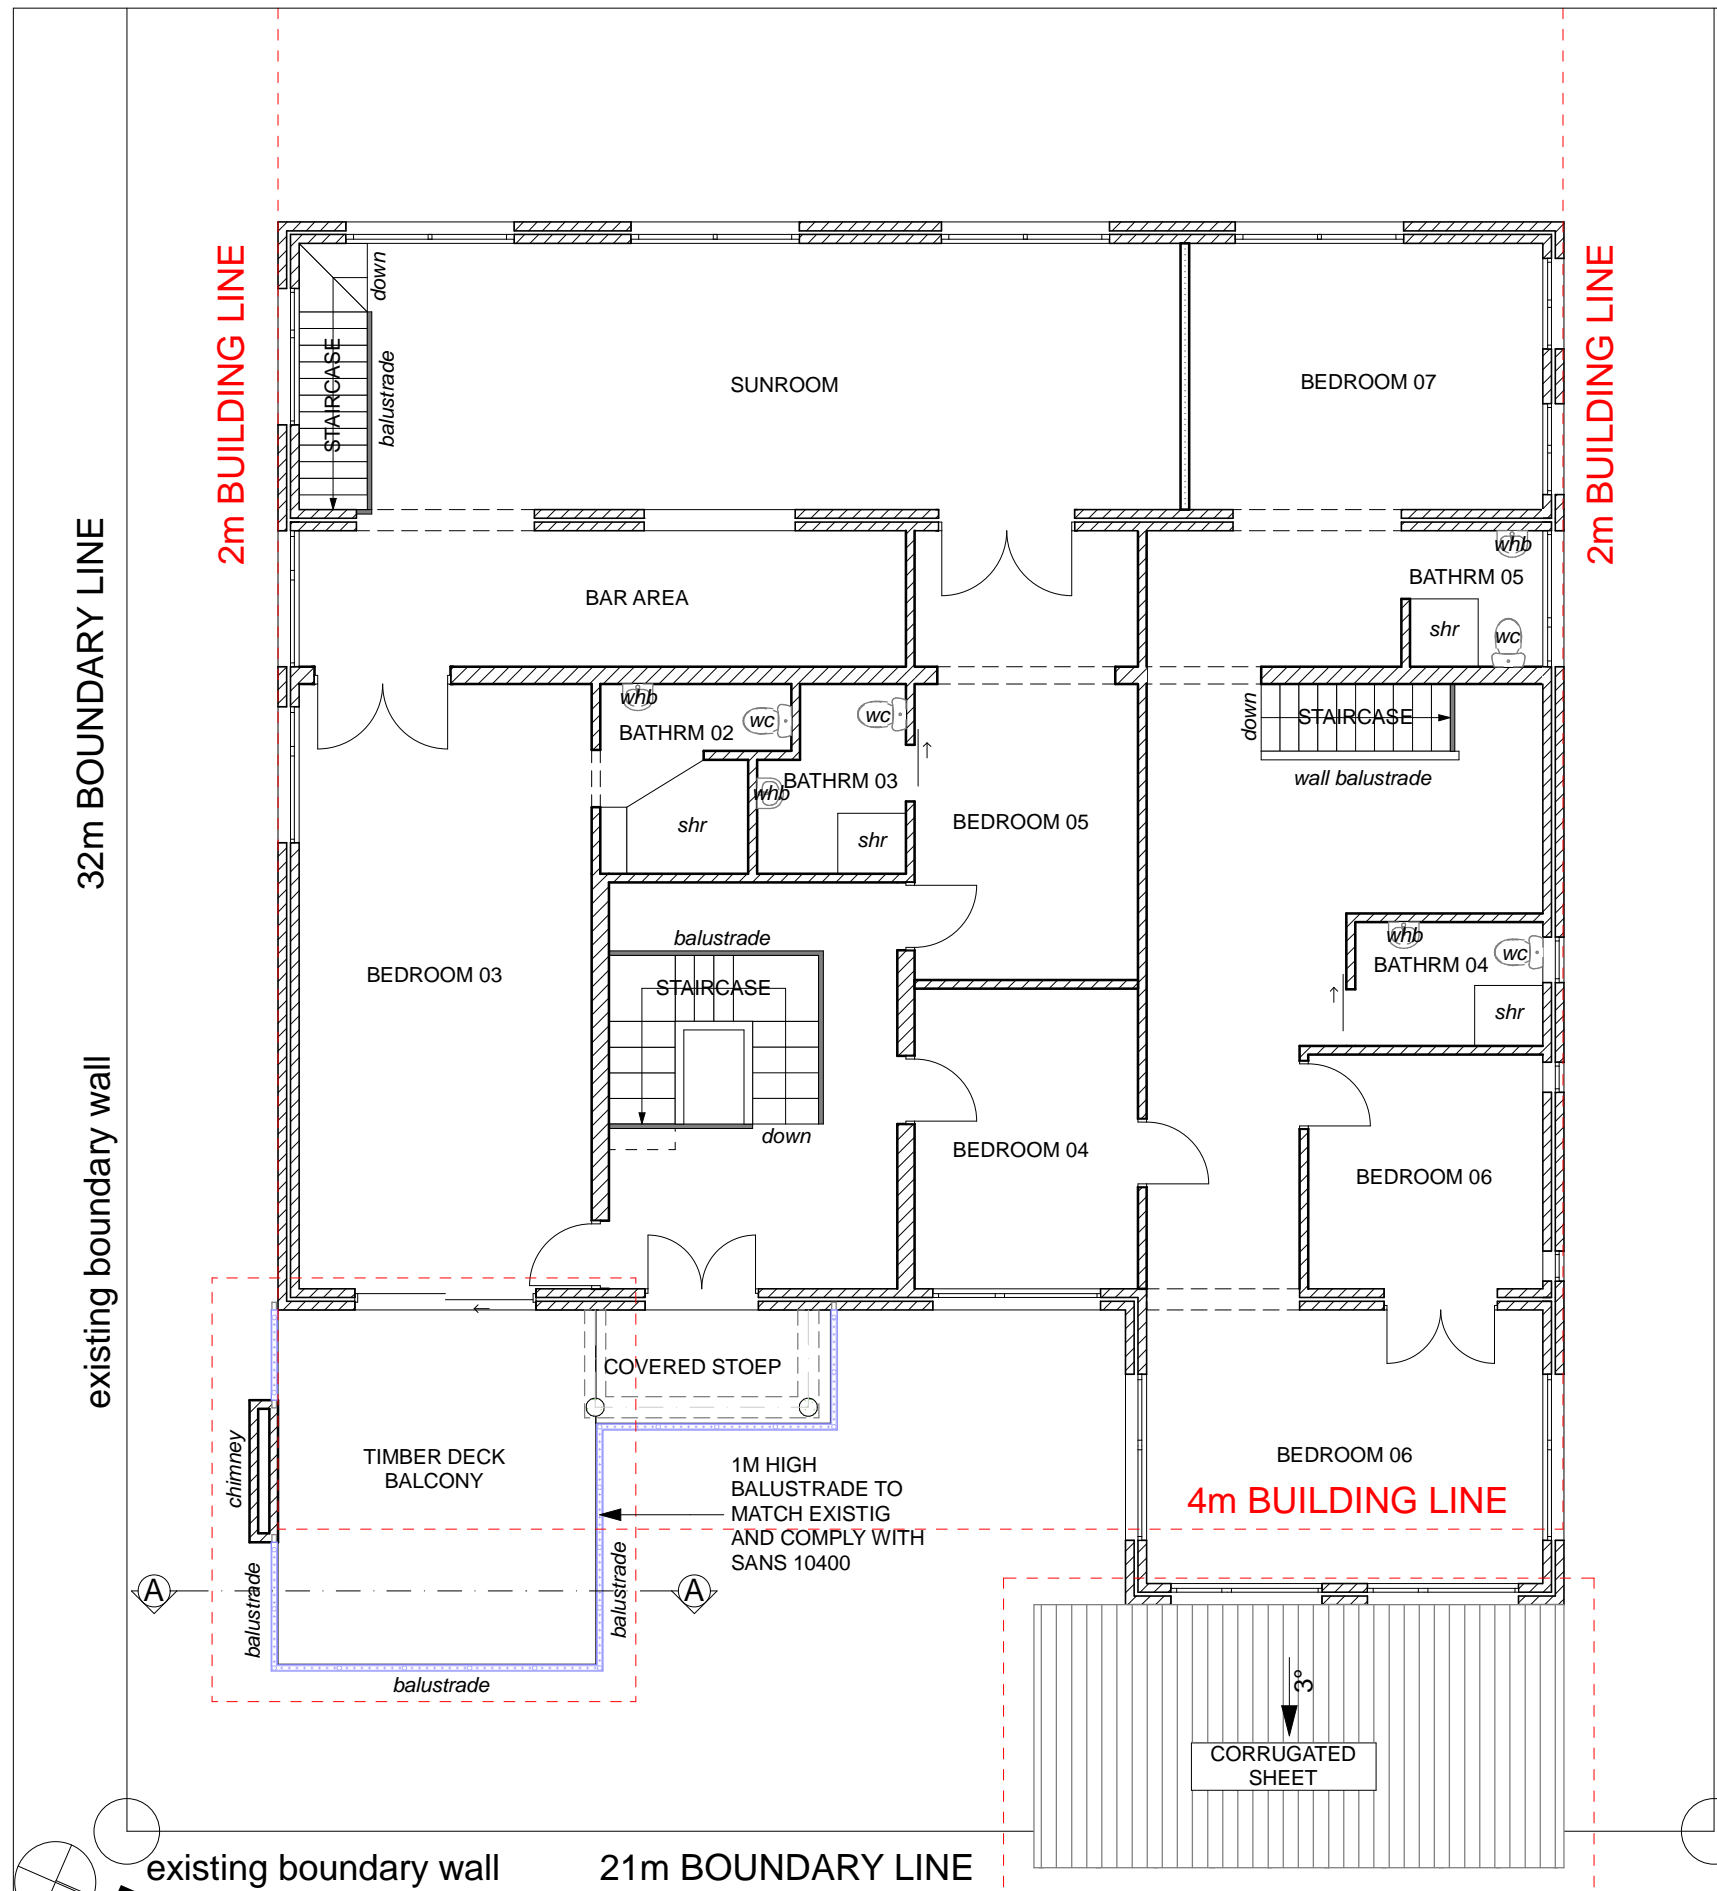 2m BUILDING LINE
2m BUILDING LINE
down
STAIRCASE
balustrade
SUNROOM
BEDROOM 07
32m BOUNDARY LINE
BAR AREA
whb
BATHRM 05
shr
wc
whb
BATHRM 02
wc
wc
BATHRM 03
whb
shr
shr
down
STAIRCASE
wall balustrade
BEDROOM 05
balustrade
STAIRCASE
down
BEDROOM 03
whb
BATHRM 04
wc
shr
existing boundary wall
BEDROOM 04
BEDROOM 06
COVERED STOEP
chimney
TIMBER DECK
BALCONY
1M HIGH
BALUSTRADE TO
MATCH EXISTIG
AND COMPLY WITH
SANS 10400
BEDROOM 06
4m BUILDING LINE
A
A
balustrade
balustrade
balustrade
3°
CORRUGATED
SHEET
existing boundary wall
21m BOUNDARY LINE